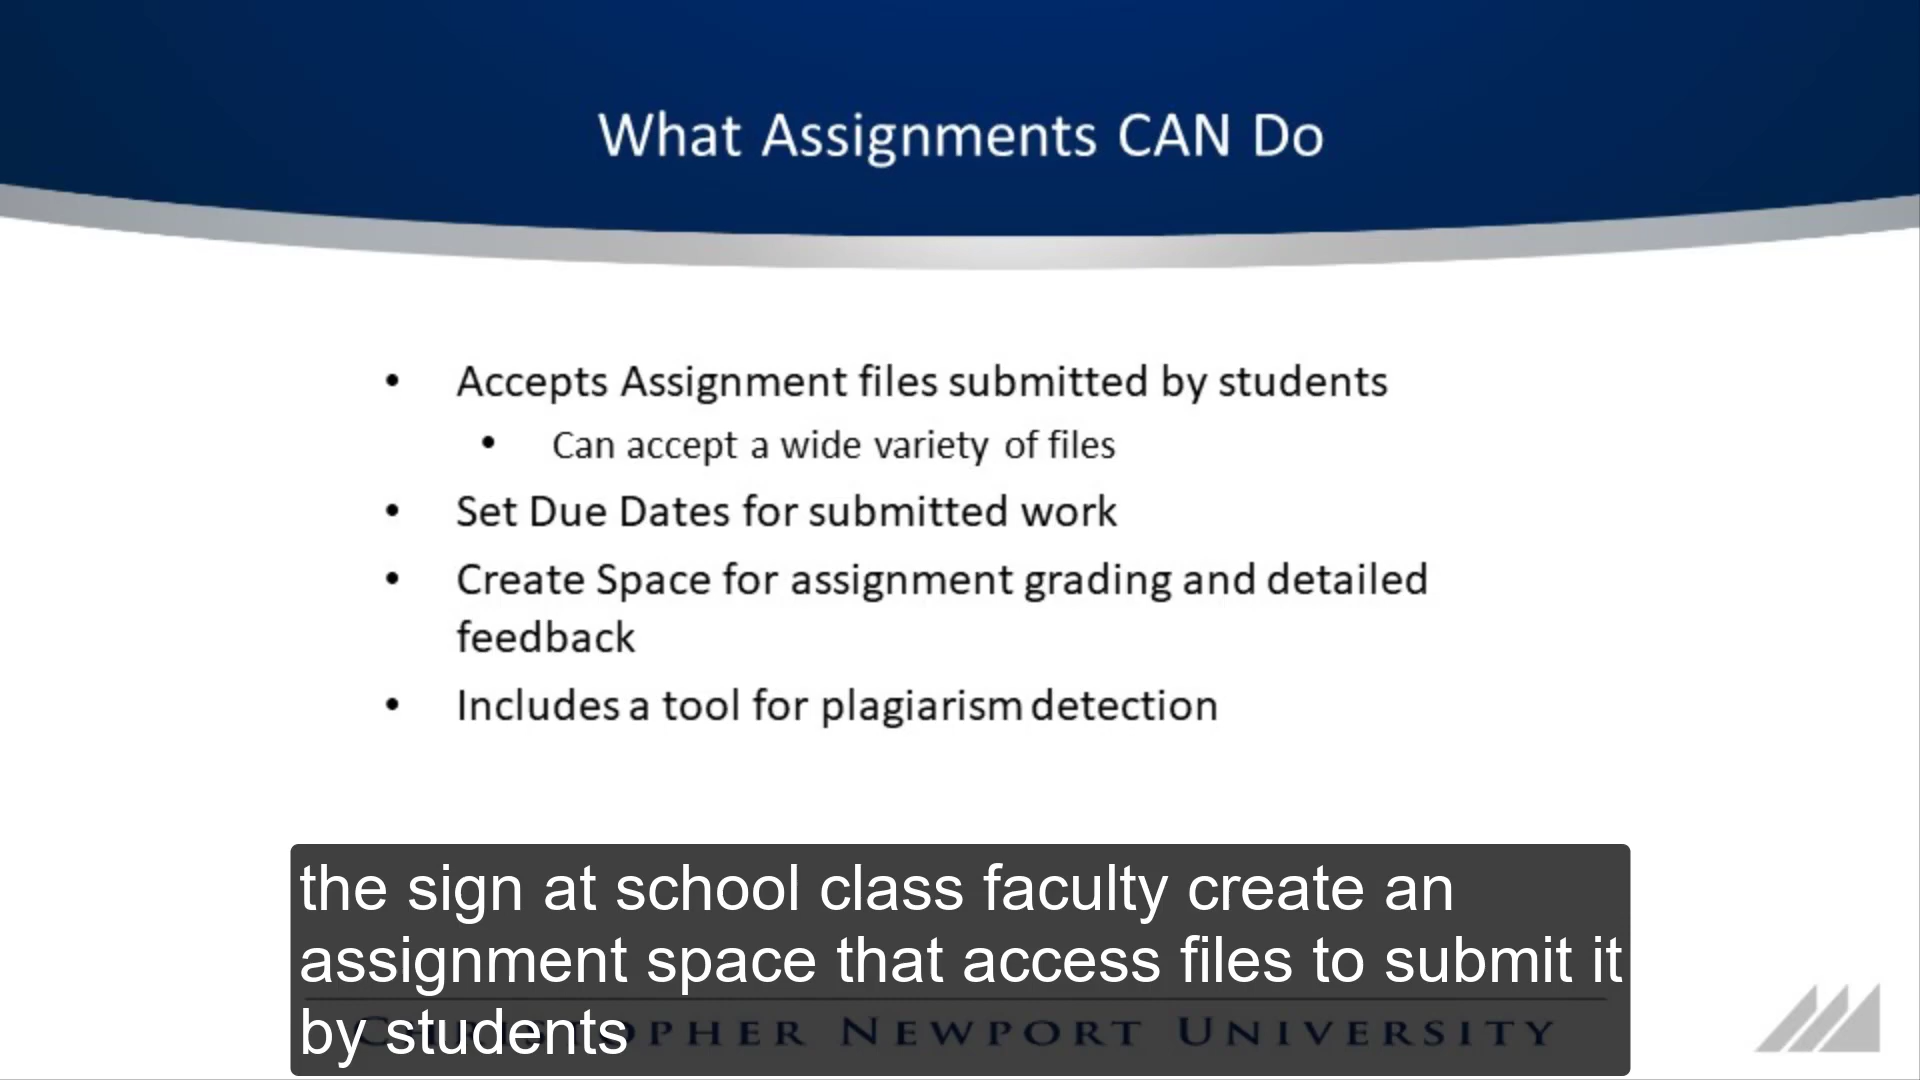 What Assignments CAN Do
• Accepts Assignment files submitted by students
• Can accept a wide variety of files
• Set Due Dates for submitted work
• Create Space for assignment grading and detailed
feedback
• Includes a tool for plagiarism detection
the sign at school class faculty create an
assignment space that access files to submit it
by students
CHRISTOPHER NEWPORT UNIVERSITY